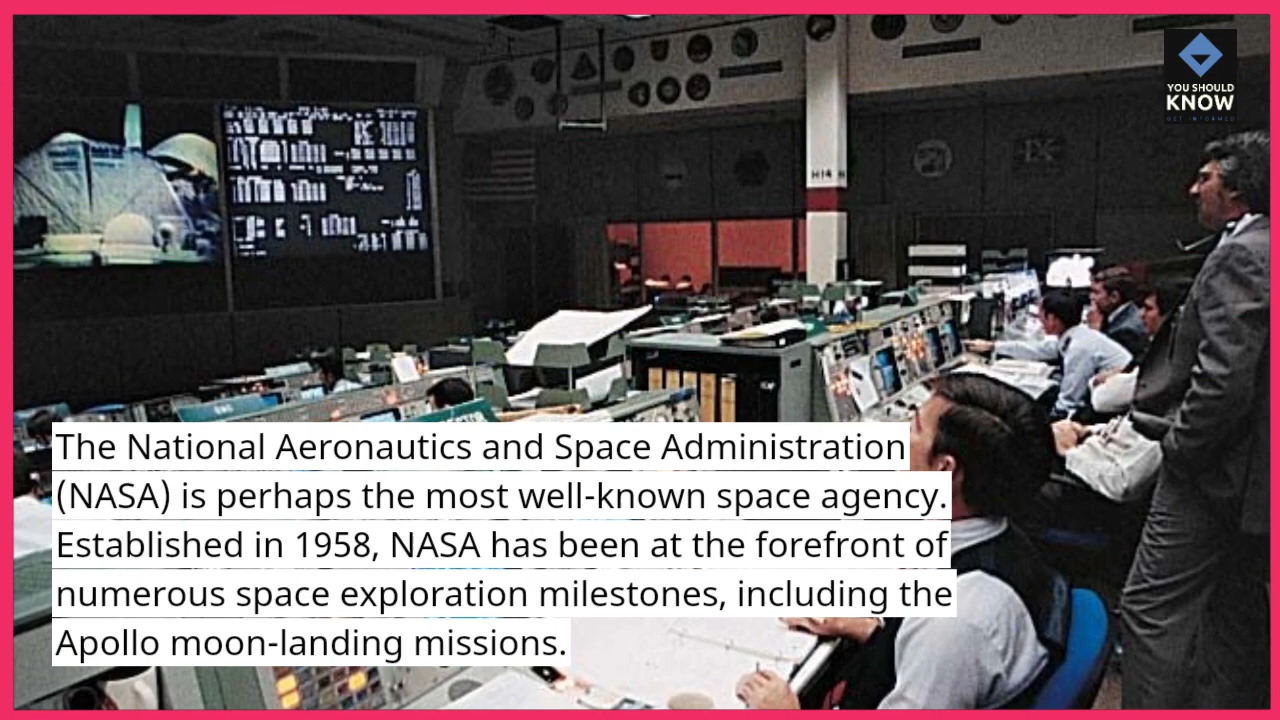 YOU SHOULD
KNOW
GET INFORMED
The National Aeronautics and Space Administration
(NASA) is perhaps the most well-known space agency.
Established in 1958, NASA has been at the forefront of
numerous space exploration milestones, including the
Apollo moon-landing missions.